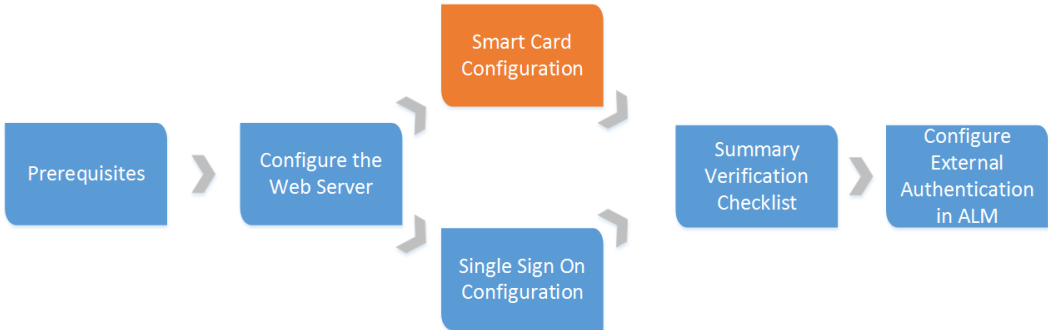 Prerequisites
Configure the
Web Server
Smart Card
Configuration
Single Sign On
Configuration
Summary
Verification
Checklist
Configure
External
Authentication
in ALM